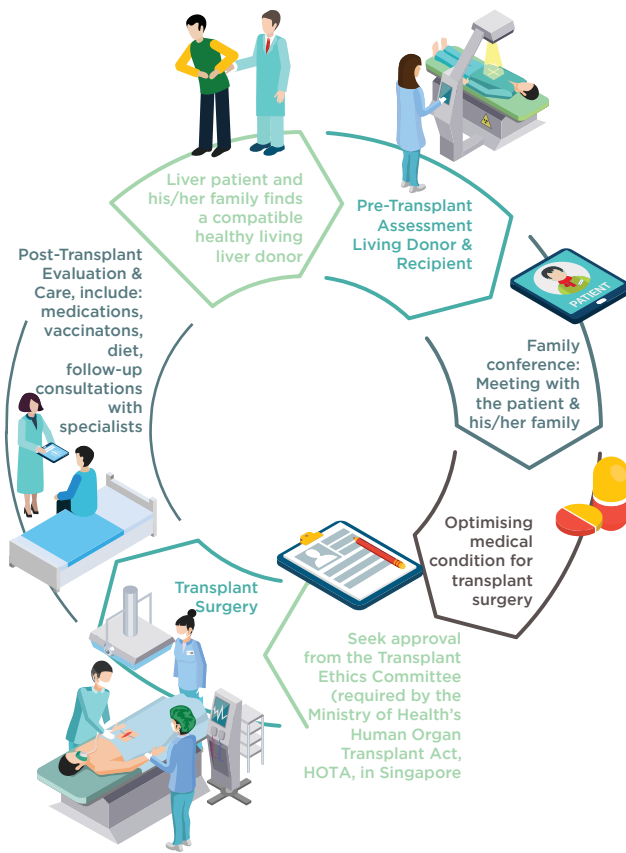 Liver patient and
his/her family finds
a compatible
healthy living
liver donor
Pre-Transplant
Assessment
Living Donor &
Recipient
PATIENT
Family
conference:
Meeting with
the patient &
his/her family
Optimising
medical
condition for
transplant
surgery
Seek approval
from the Transplant
Ethics Committee
(required by the
Ministry of Health's
Human Organ
Transplant Act,
HOTA, in Singapore
Transplant
Surgery
Post-Transplant
Evaluation &
Care, include:
medications,
vaccinatons,
diet,
follow-up
consultations
with
specialists